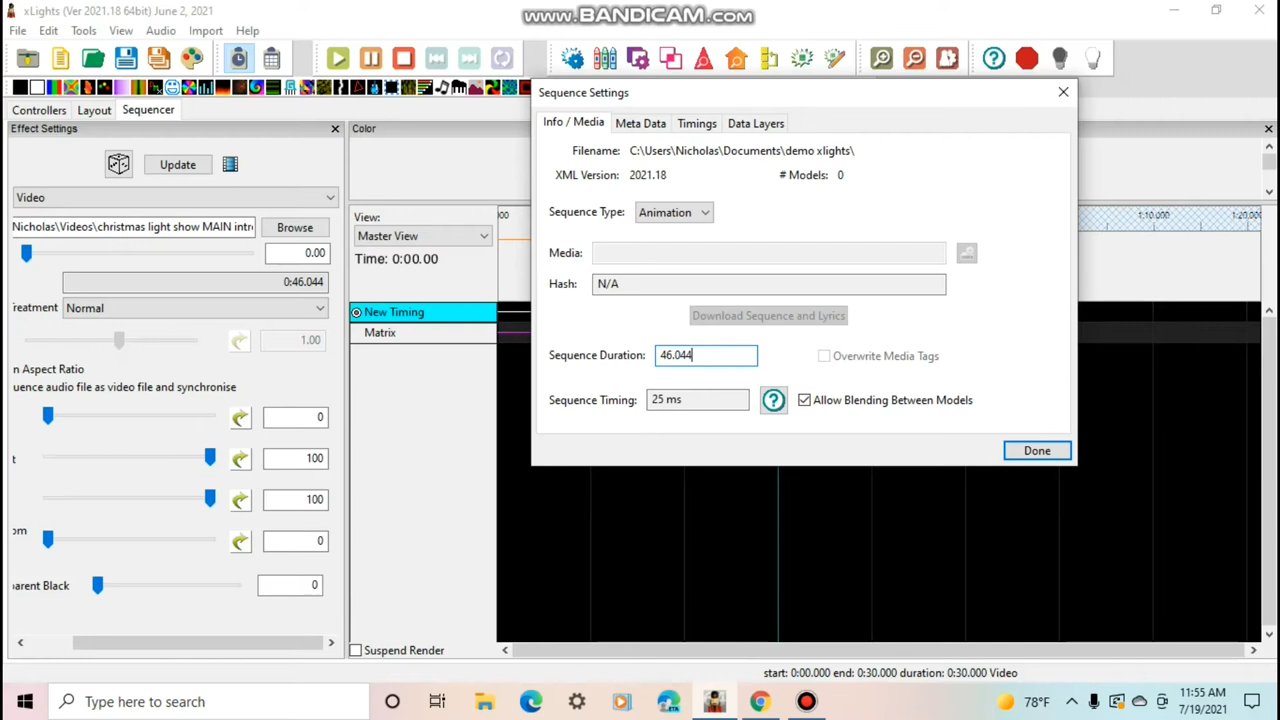 xLights (Ver 2021.18 64bit) June 2, 2021
www.BANDICAM.com
File Edit Tools View Audio Import Help
Controllers Layout Sequencer
Effect Settings
Color
Update
Video
Nicholas\Videos\christmas light show MAIN intr
Browse
0.00
0:46.044
Treatment Normal
1.00
n Aspect Ratio
quence audio file as video file and synchronise
0
t 100
100
om 0
parent Black 0
View:
Master View
Time: 0:00.00
New Timing
Matrix
Suspend Render
:00
1:10.000 1:20.00
Sequence Settings
Info / Media Meta Data Timings Data Layers
Filename: C:\Users\Nicholas\Documents\demo xlights\
XML Version: 2021.18 # Models: 0
Sequence Type: Animation
Media:
Hash: N/A
Download Sequence and Lyrics
Sequence Duration: 46.044
Overwrite Media Tags
Sequence Timing: 25 ms
Allow Blending Between Models
Done
start: 0:00.000 end: 0:30.000 duration: 0:30.000 Video
Type here to search
78°F
11:55 AM
7/19/2021